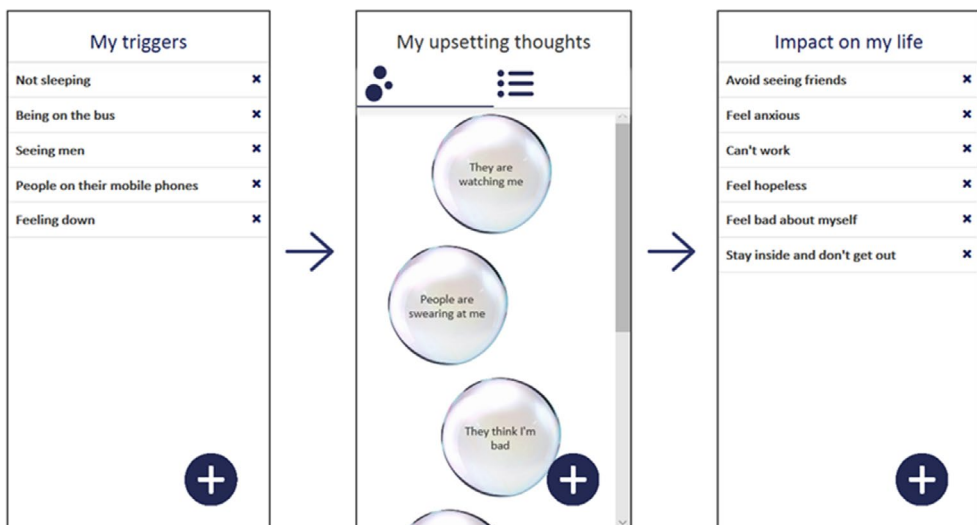 My triggers
Not sleeping
Being on the bus
Seeing men
People on their mobile phones
Feeling down
My upsetting thoughts
They are
watching me
People are
swearing at me
They think I'm
bad
Impact on my life
Avoid seeing friends
Feel anxious
Can't work
Feel hopeless
Feel bad about myself
Stay inside and don't get out